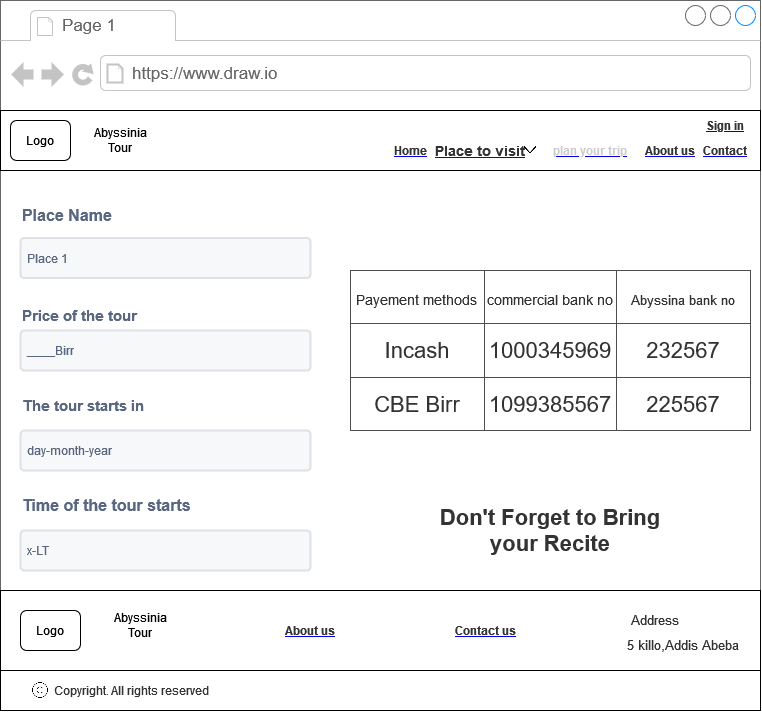 Page 1
https://www.draw.io
Logo
Abyssinia
Tour
Sign in
Home Place to visit plan your trip About us Contact
Place Name
Place 1
Price of the tour
____Birr
The tour starts in
day-month-year
Time of the tour starts
x-LT
Payement methods commercial bank no Abyssina bank no
Incash 1000345969 232567
CBE Birr 1099385567 225567
Don't Forget to Bring
your Recite
Logo
Abyssinia
Tour
About us
Contact us
Address
5 killo,Addis Abeba
© Copyright. All rights reserved